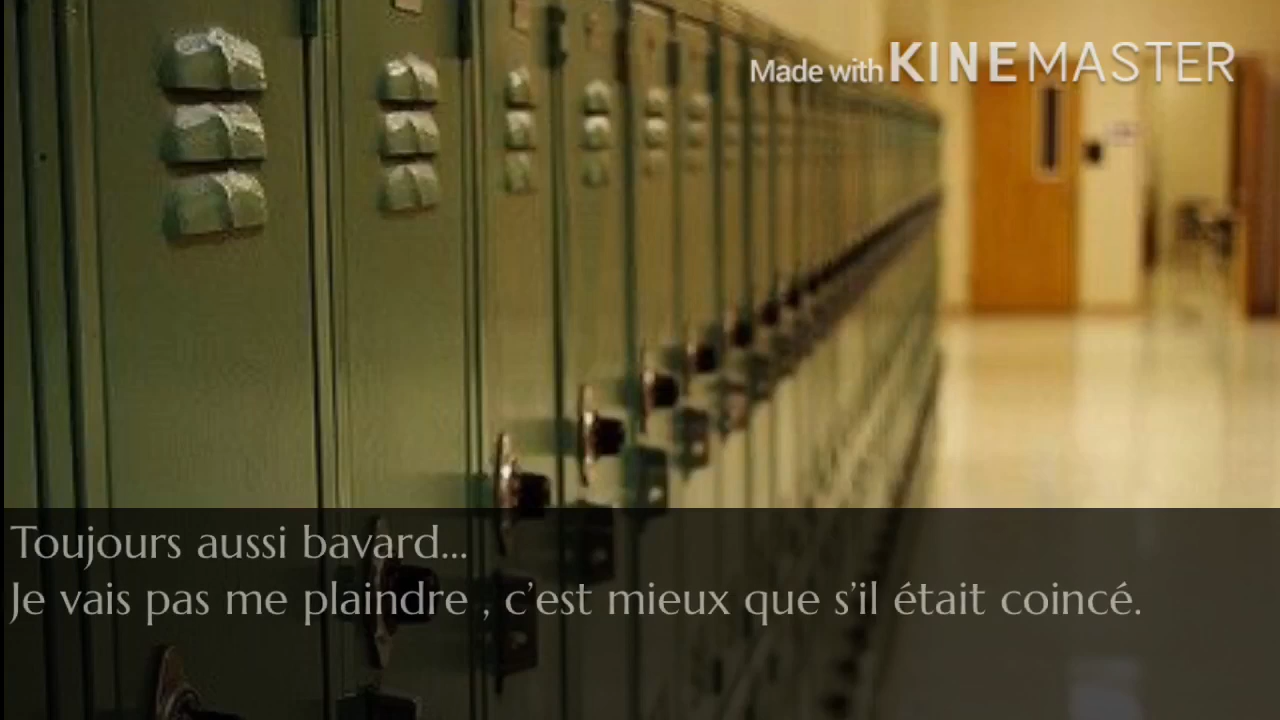 Made with KINEMASTER
Toujours aussi bavard...
Je vais pas me plaindre , c'est mieux que s'il était coincé.